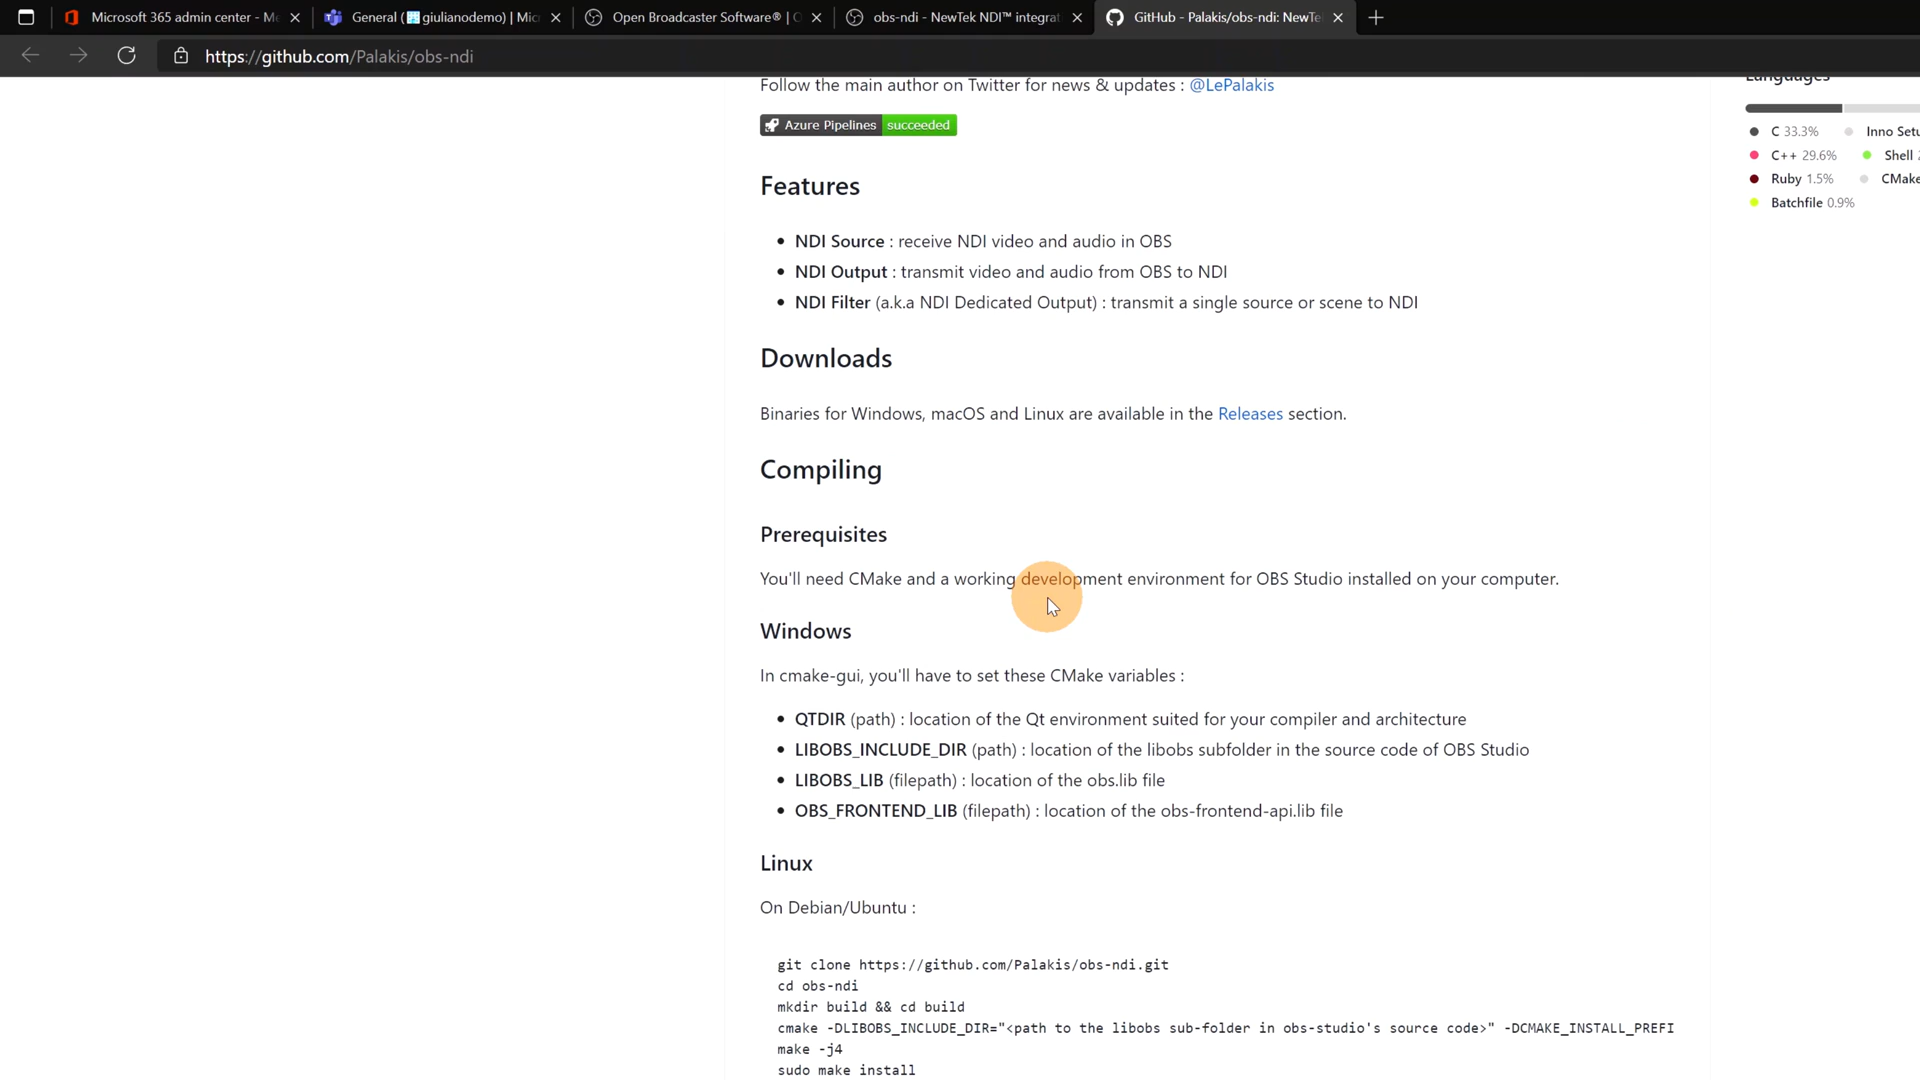 Microsoft 365 admin center - Me
General (🏢 giulianodemo) | Mic
Open Broadcaster Software® | O
obs-ndi - NewTek NDI™ integrat
GitHub - Palakis/obs-ndi: NewTe
https://github.com/Palakis/obs-ndi
Follow the main author on Twitter for news & updates : @LePalakis
Azure Pipelines succeeded
Features
• NDI Source : receive NDI video and audio in OBS
• NDI Output : transmit video and audio from OBS to NDI
• NDI Filter (a.k.a NDI Dedicated Output) : transmit a single source or scene to NDI
Downloads
Binaries for Windows, macOS and Linux are available in the Releases section.
Compiling
Prerequisites
You'll need CMake and a working development environment for OBS Studio installed on your computer.
Windows
In cmake-gui, you'll have to set these CMake variables :
• QTDIR (path) : location of the Qt environment suited for your compiler and architecture
• LIBOBS_INCLUDE_DIR (path) : location of the libobs subfolder in the source code of OBS Studio
• LIBOBS_LIB (filepath) : location of the obs.lib file
• OBS_FRONTEND_LIB (filepath) : location of the obs-frontend-api.lib file
Linux
On Debian/Ubuntu :
git clone https://github.com/Palakis/obs-ndi.git
cd obs-ndi
mkdir build && cd build
cmake -DLIBOBS_INCLUDE_DIR="<path to the libobs sub-folder in obs-studio's source code>" -DCMAKE_INSTALL_PREFI
make -j4
sudo make install
Languages
C 33.3% Inno Setu
C++ 29.6% Shell
Ruby 1.5% CMake
Batchfile 0.9%